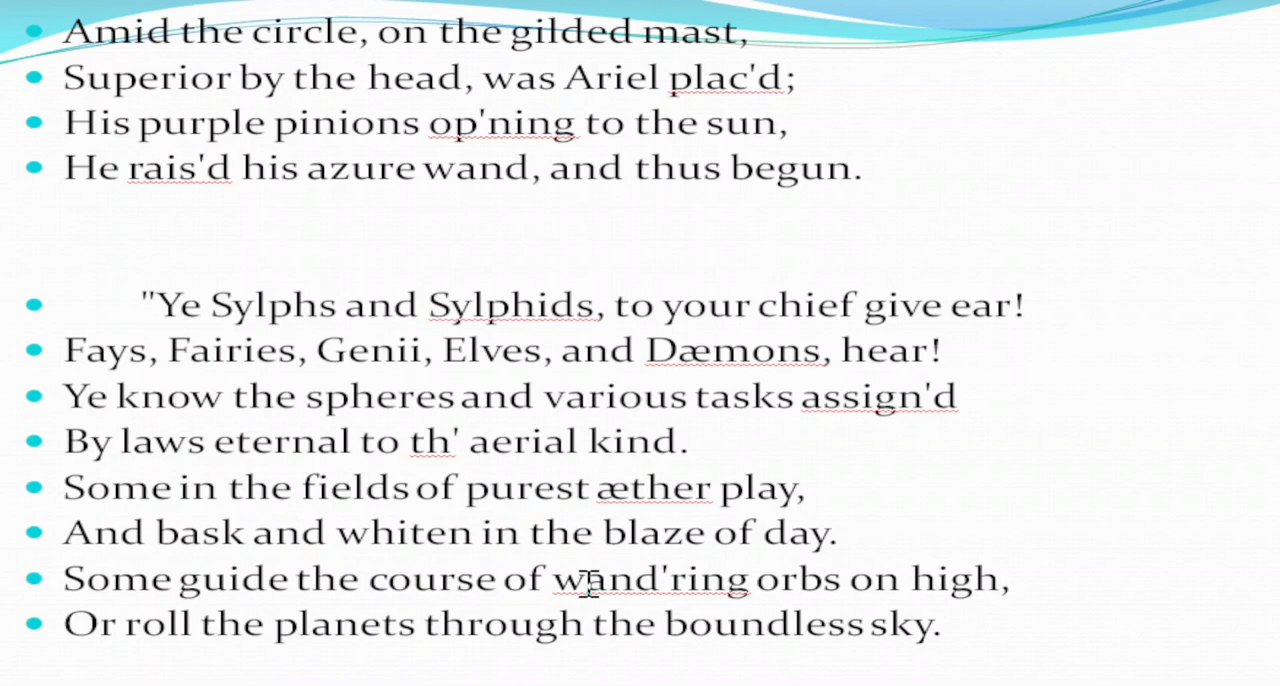 Amid the circle, on the gilded mast,
Superior by the head, was Ariel plac'd;
His purple pinions op'ning to the sun,
He rais'd his azure wand, and thus begun.
"Ye Sylphs and Sylphids, to your chief give ear!
Fays, Fairies, Genii, Elves, and Dæmons, hear!
Ye know the spheres and various tasks assign'd
By laws eternal to th' aerial kind.
Some in the fields of purest æther play,
And bask and whiten in the blaze of day.
Some guide the course of wand'ring orbs on high,
Or roll the planets through the boundless sky.